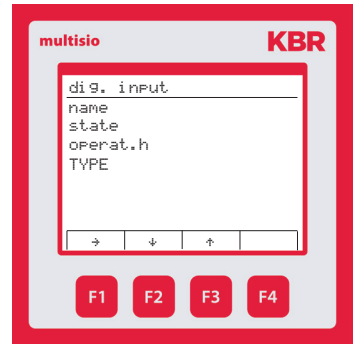 multisio KBR
dig. input
name
state
operat.h
TYPE
→ ↓ ↑
F1 F2 F3 F4